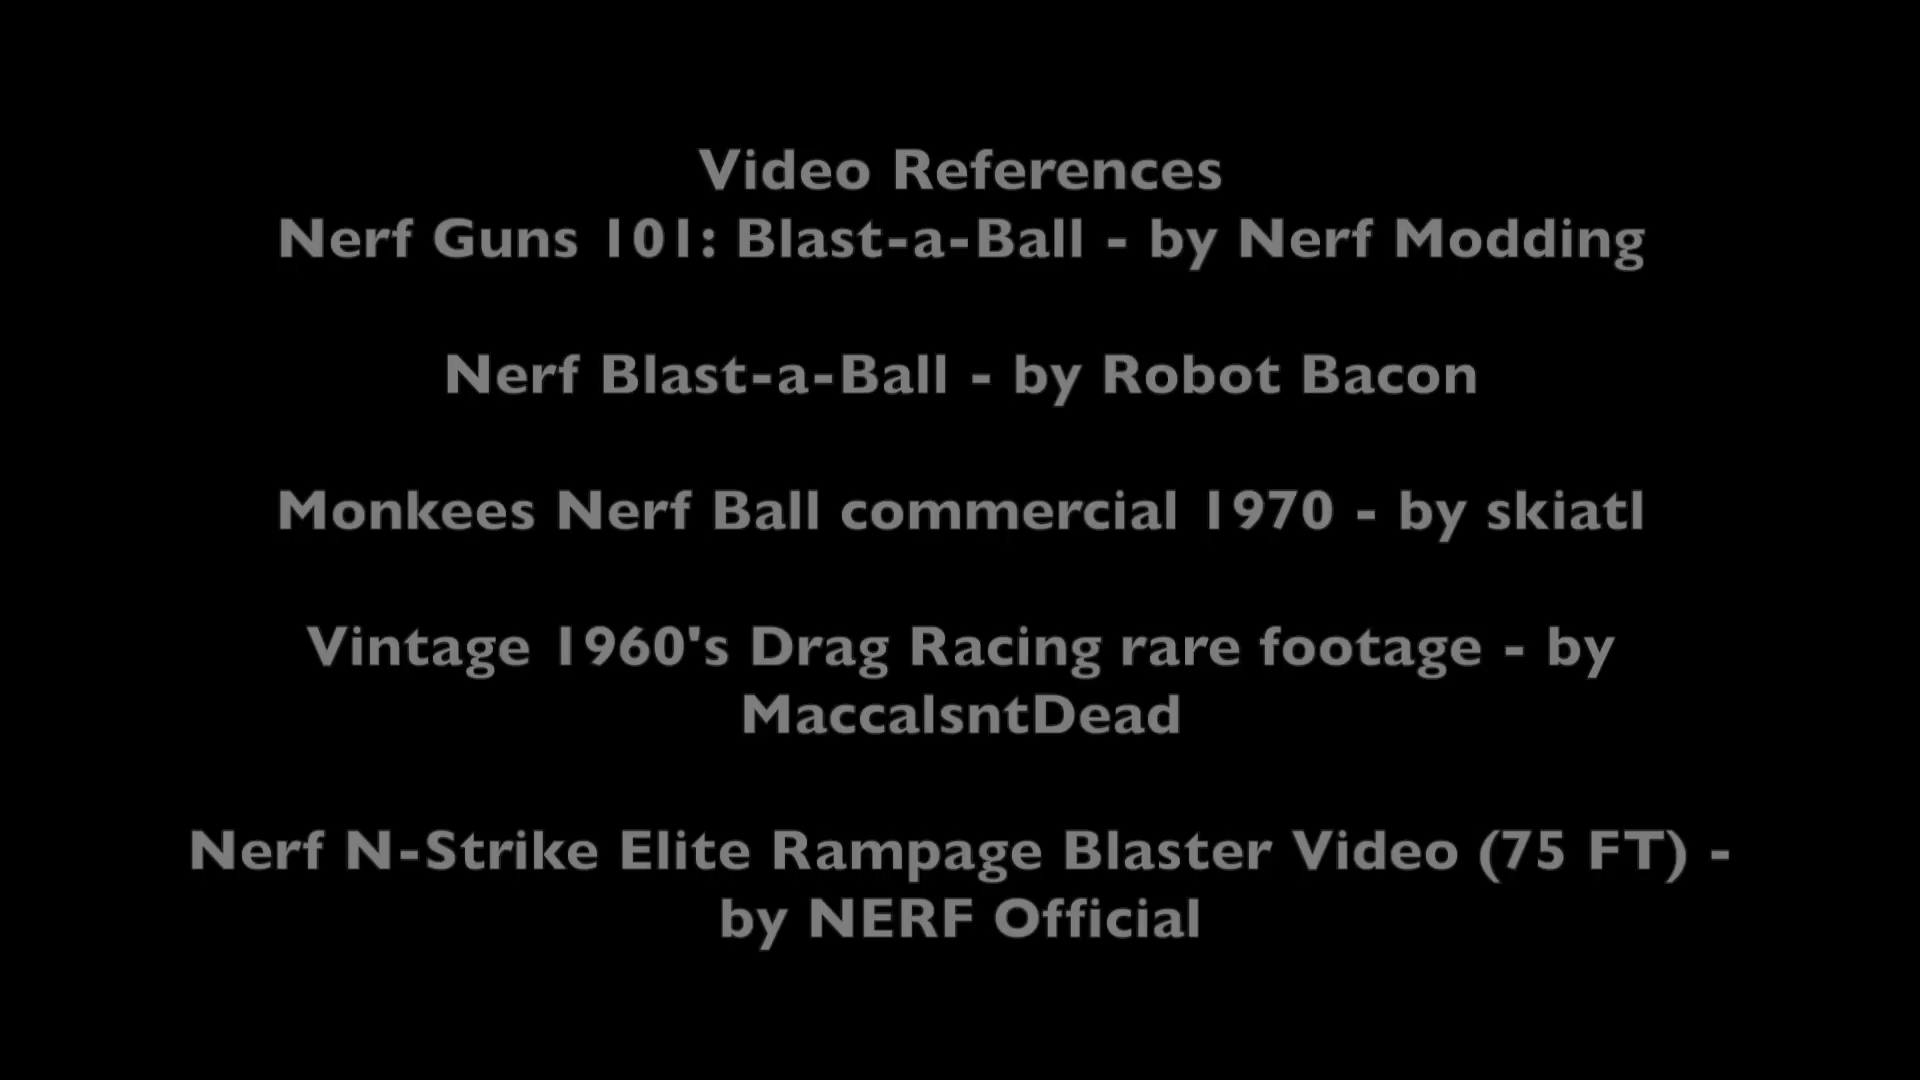 Video References
Nerf Guns 101: Blast-a-Ball - by Nerf Modding
Nerf Blast-a-Ball - by Robot Bacon
Monkees Nerf Ball commercial 1970 - by skiatl
Vintage 1960's Drag Racing rare footage - by
MaccaIsntDead
Nerf N-Strike Elite Rampage Blaster Video (75 FT) -
by NERF Official